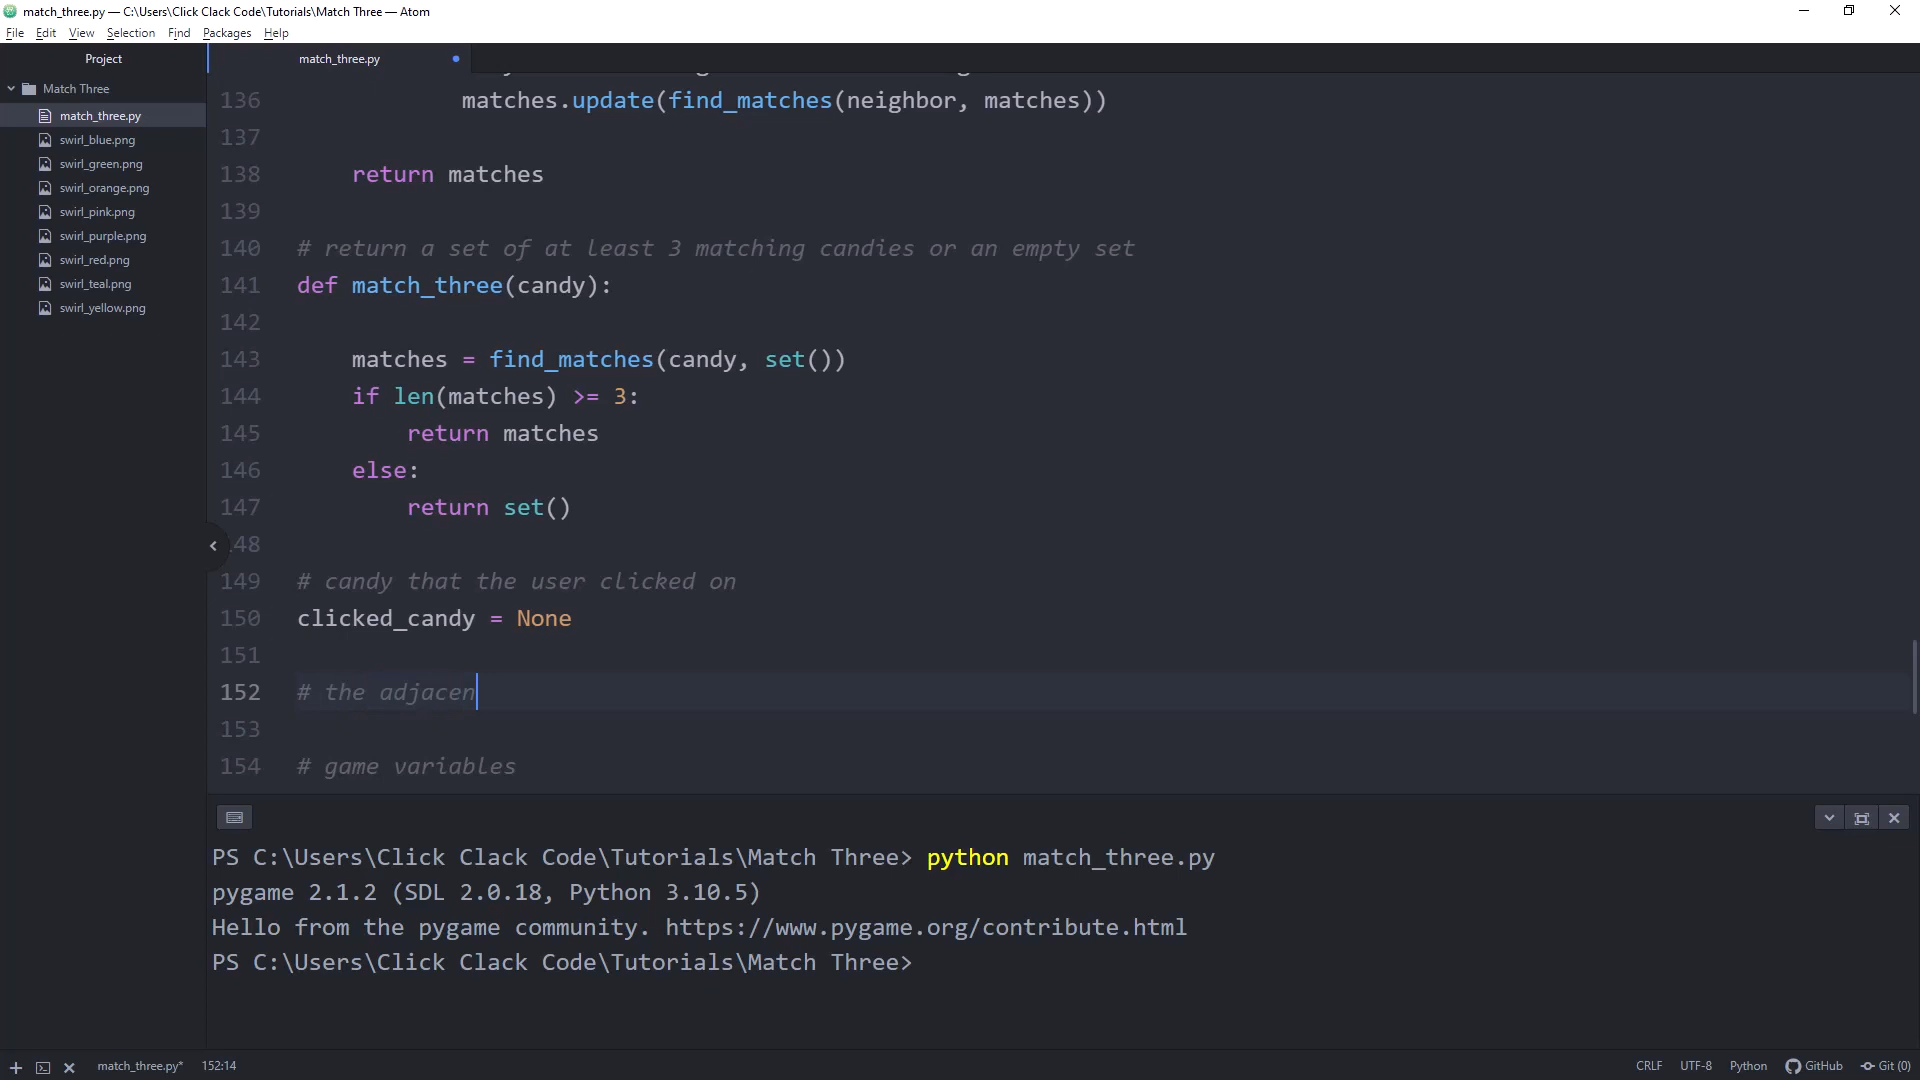 match_three.py — C:\Users\Click Clack Code\Tutorials\Match Three — Atom
File Edit View Selection Find Packages Help
Project
match_three.py
Match Three
match_three.py
swirl_blue.png
swirl_green.png
swirl_orange.png
swirl_pink.png
swirl_purple.png
swirl_red.png
swirl_teal.png
swirl_yellow.png
136 matches.update(find_matches(neighbor, matches))
137
138 return matches
139
140 # return a set of at least 3 matching candies or an empty set
141 def match_three(candy):
142
143 matches = find_matches(candy, set())
144 if len(matches) >= 3:
145 return matches
146 else:
147 return set()
48
149 # candy that the user clicked on
150 clicked_candy = None
151
152 # the adjacen
153
154 # game variables
PS C:\Users\Click Clack Code\Tutorials\Match Three> python match_three.py
pygame 2.1.2 (SDL 2.0.18, Python 3.10.5)
Hello from the pygame community. https://www.pygame.org/contribute.html
PS C:\Users\Click Clack Code\Tutorials\Match Three>
match_three.py* 152:14 CRLF UTF-8 Python GitHub Git (0)